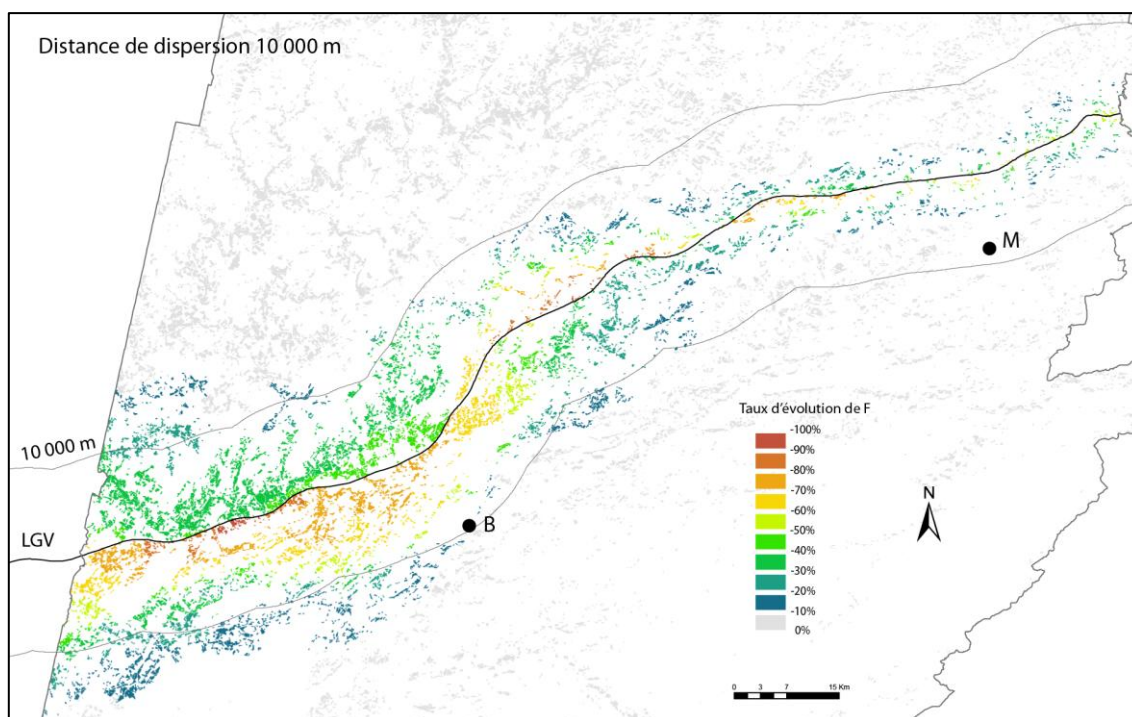 Distance de dispersion 10 000 m
M
10 000 m
Taux d'évolution de F
-100%
-90%
-80%
-70%
-60%
-50%
-40%
-30%
-20%
-10%
0%
N
B
LGV
0 3 7 15 Km